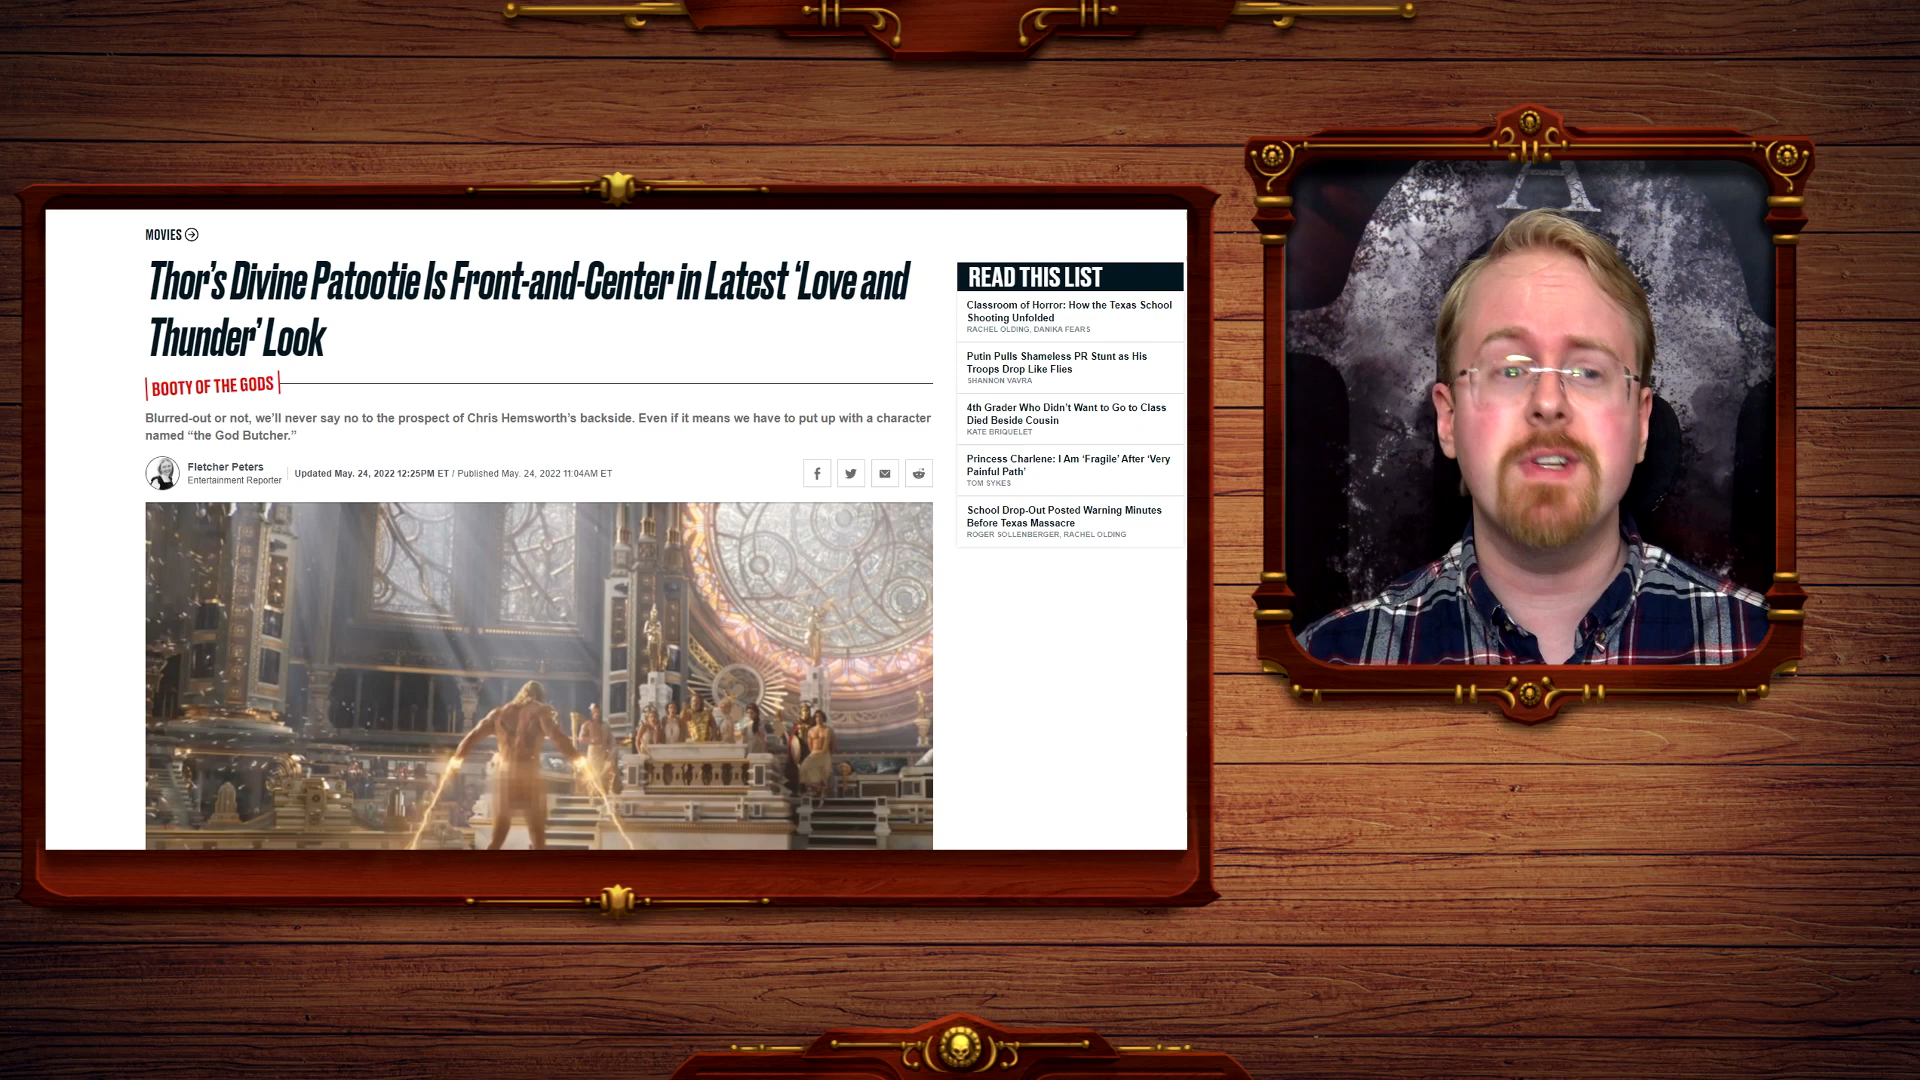 MOVIES
Thor's Divine Patootie Is Front-and-Center in Latest ‘Love and
Thunder’ Look
BOOTY OF THE GODS
Blurred-out or not, we’ll never say no to the prospect of Chris Hemsworth’s backside. Even if it means we have to put up with a character
named “the God Butcher.”
Fletcher Peters
Entertainment Reporter
Updated May. 24, 2022 12:25PM ET / Published May. 24, 2022 11:04AM ET
READ THIS LIST
Classroom of Horror: How the Texas School
Shooting Unfolded
RACHEL OLDING, DANIKA FEARS
Putin Pulls Shameless PR Stunt as His
Troops Drop Like Flies
SHANNON VAVRA
4th Grader Who Didn’t Want to Go to Class
Died Beside Cousin
KATE BRIQUELET
Princess Charlene: I Am ‘Fragile’ After ‘Very
Painful Path’
TOM SYKES
School Drop-Out Posted Warning Minutes
Before Texas Massacre
ROGER SOLLENBERGER, RACHEL OLDING
A